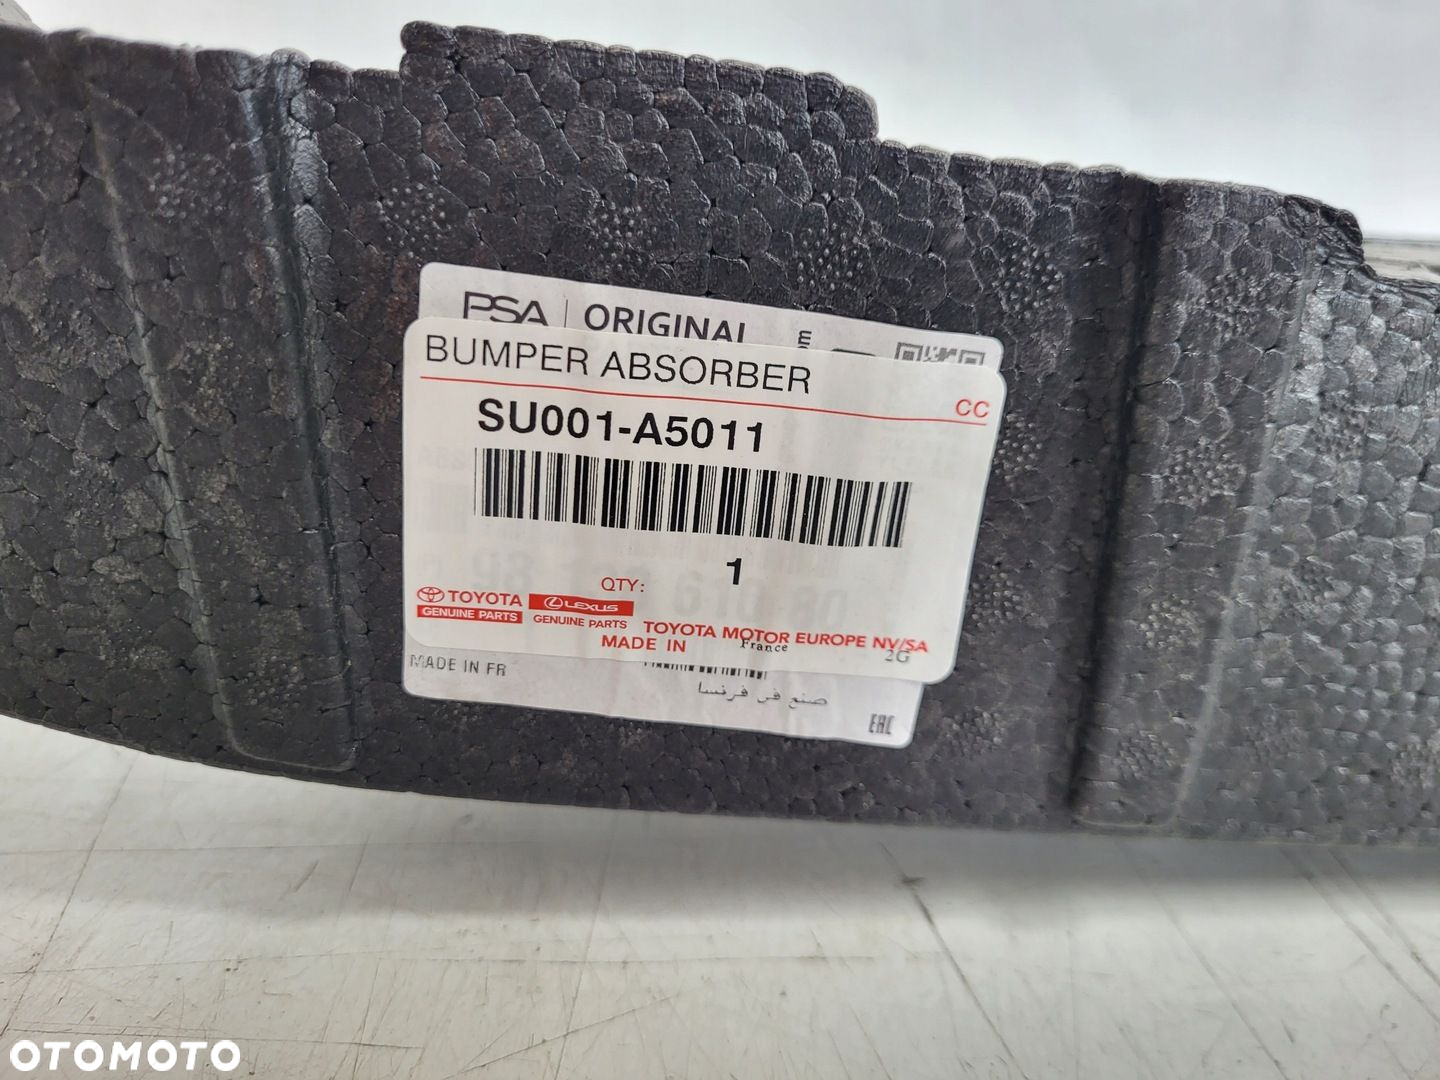 PSA | ORIGINAL
BUMPER ABSORBER
CC
SU001-A5011
QTY: 1
TOYOTA
GENUINE PARTS
LEXUS
GENUINE PARTS
TOYOTA MOTOR EUROPE NV/SA
MADE IN France
2G
MADE IN FR
صنع في فرنسا
EAC
OTOMOTO